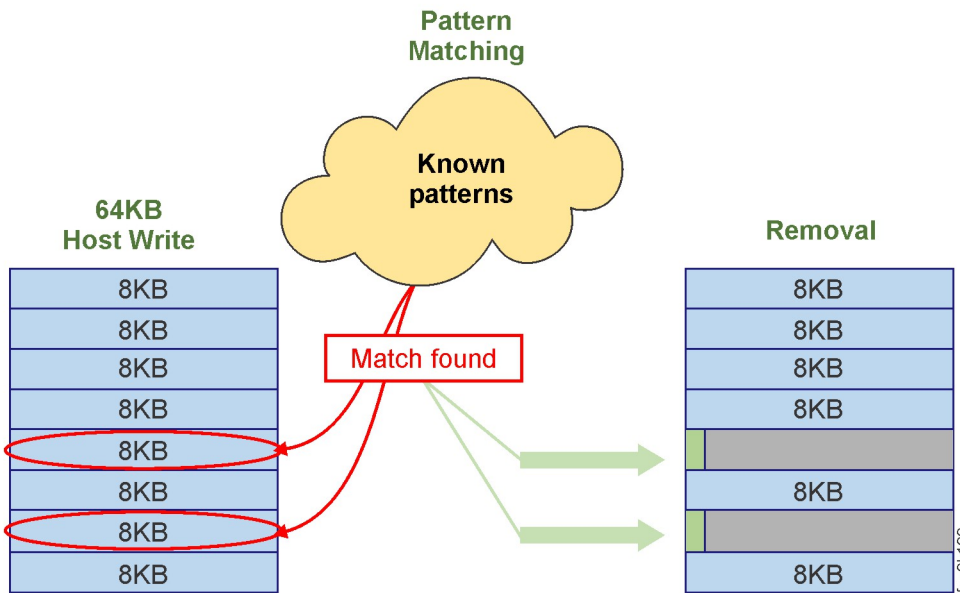 Pattern
Matching
Known
patterns
64KB
Host Write
Removal
8KB
8KB
8KB
8KB
8KB
8KB
8KB
8KB
Match found
8KB
8KB
8KB
8KB
8KB
8KB